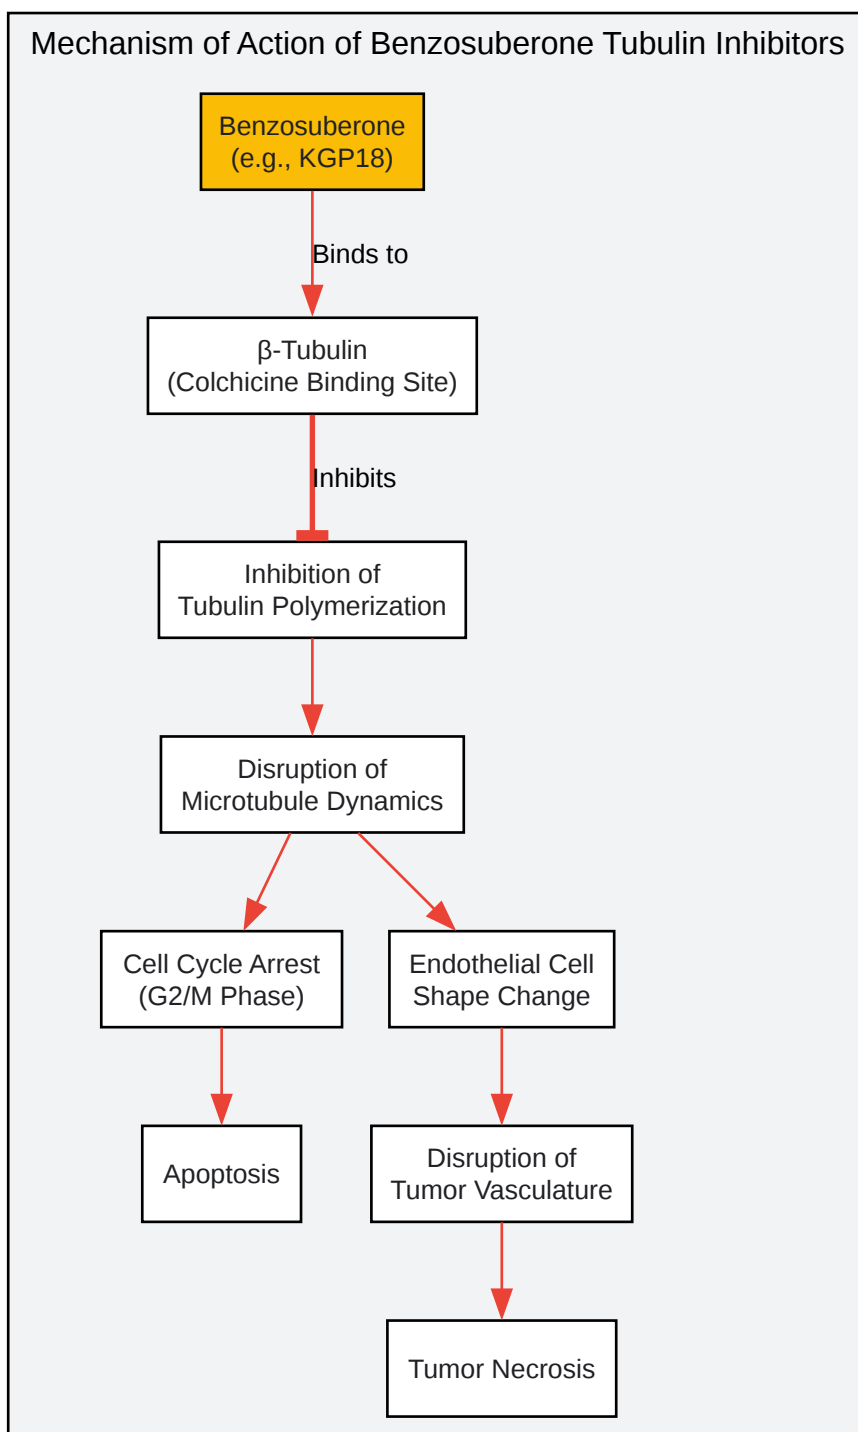 Mechanism of Action of Benzosuberone Tubulin Inhibitors
Benzosuberone
(e.g., KGP18)
Binds to
β-Tubulin
(Colchicine Binding Site)
Inhibits
Inhibition of
Tubulin Polymerization
Disruption of
Microtubule Dynamics
Cell Cycle Arrest
(G2/M Phase)
Endothelial Cell
Shape Change
Apoptosis
Disruption of
Tumor Vasculature
Tumor Necrosis